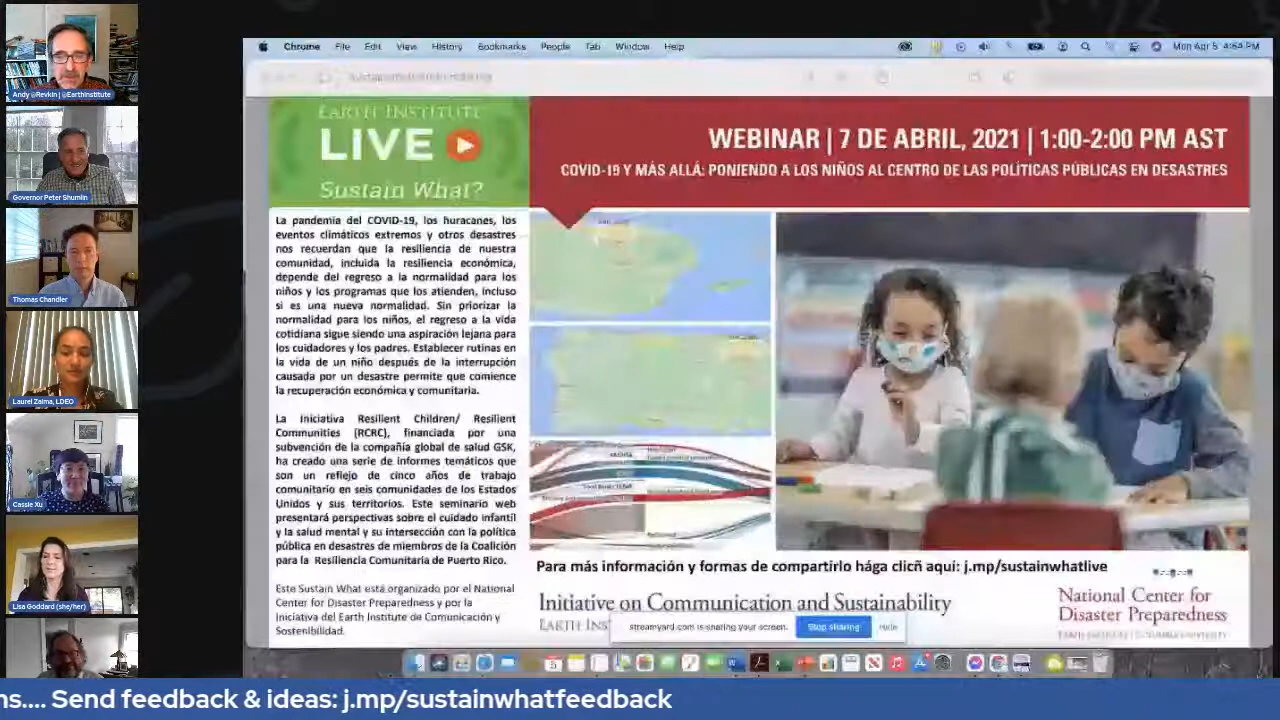 Chrome File Edit View History Bookmarks People Tab Window Help
Mon Apr 5 4:54 PM
EARTH INSTITUTE
LIVE
Sustain What?
WEBINAR | 7 DE ABRIL, 2021 | 1:00-2:00 PM AST
COVID-19 Y MÁS ALLÁ: PONIENDO A LOS NIÑOS AL CENTRO DE LAS POLÍTICAS PÚBLICAS EN DESASTRES
La pandemia del COVID-19, los huracanes, los
eventos climáticos extremos y otros desastres
nos recuerdan que la resiliencia de nuestra
comunidad, incluida la resiliencia económica,
depende del regreso a la normalidad para los
niños y los programas que los atienden, incluso
si es una nueva normalidad. Sin priorizar la
normalidad para los niños, el regreso a la vida
cotidiana sigue siendo una aspiración lejana para
los cuidadores y los padres. Establecer rutinas en
la vida de un niño después de la interrupción
causada por un desastre permite que comience
la recuperación económica y comunitaria.
La Iniciativa Resilient Children/ Resilient
Communities (RCRC), financiada por una
subvención de la compañía global de salud GSK,
ha creado una serie de informes temáticos que
son un reflejo de cinco años de trabajo
comunitario en seis comunidades de los Estados
Unidos y sus territorios. Este seminario web
presentará perspectivas sobre el cuidado infantil
y la salud mental y su intersección con la política
pública en desastres de miembros de la Coalición
para la Resiliencia Comunitaria de Puerto Rico.
Este Sustain What está organizado por el National
Center for Disaster Preparedness y por la
Iniciativa del Earth Institute de Comunicación y
Sostenibilidad.
Para más información y formas de compartirlo hága clicñ aquí: j.mp/sustainwhatlive
Initiative on Communication and Sustainability
EARTH INS
National Center for
Disaster Preparedness
streamyard.com is sharing your screen. Stop sharing Hide
Andy @Revkin | @EarthInstitute
Governor Peter Shumlin
Thomas Chandler
Laurel Zaima, LDEO
Cassie Xu
Lisa Goddard (she/her)
ns.... Send feedback & ideas: j.mp/sustainwhatfeedback